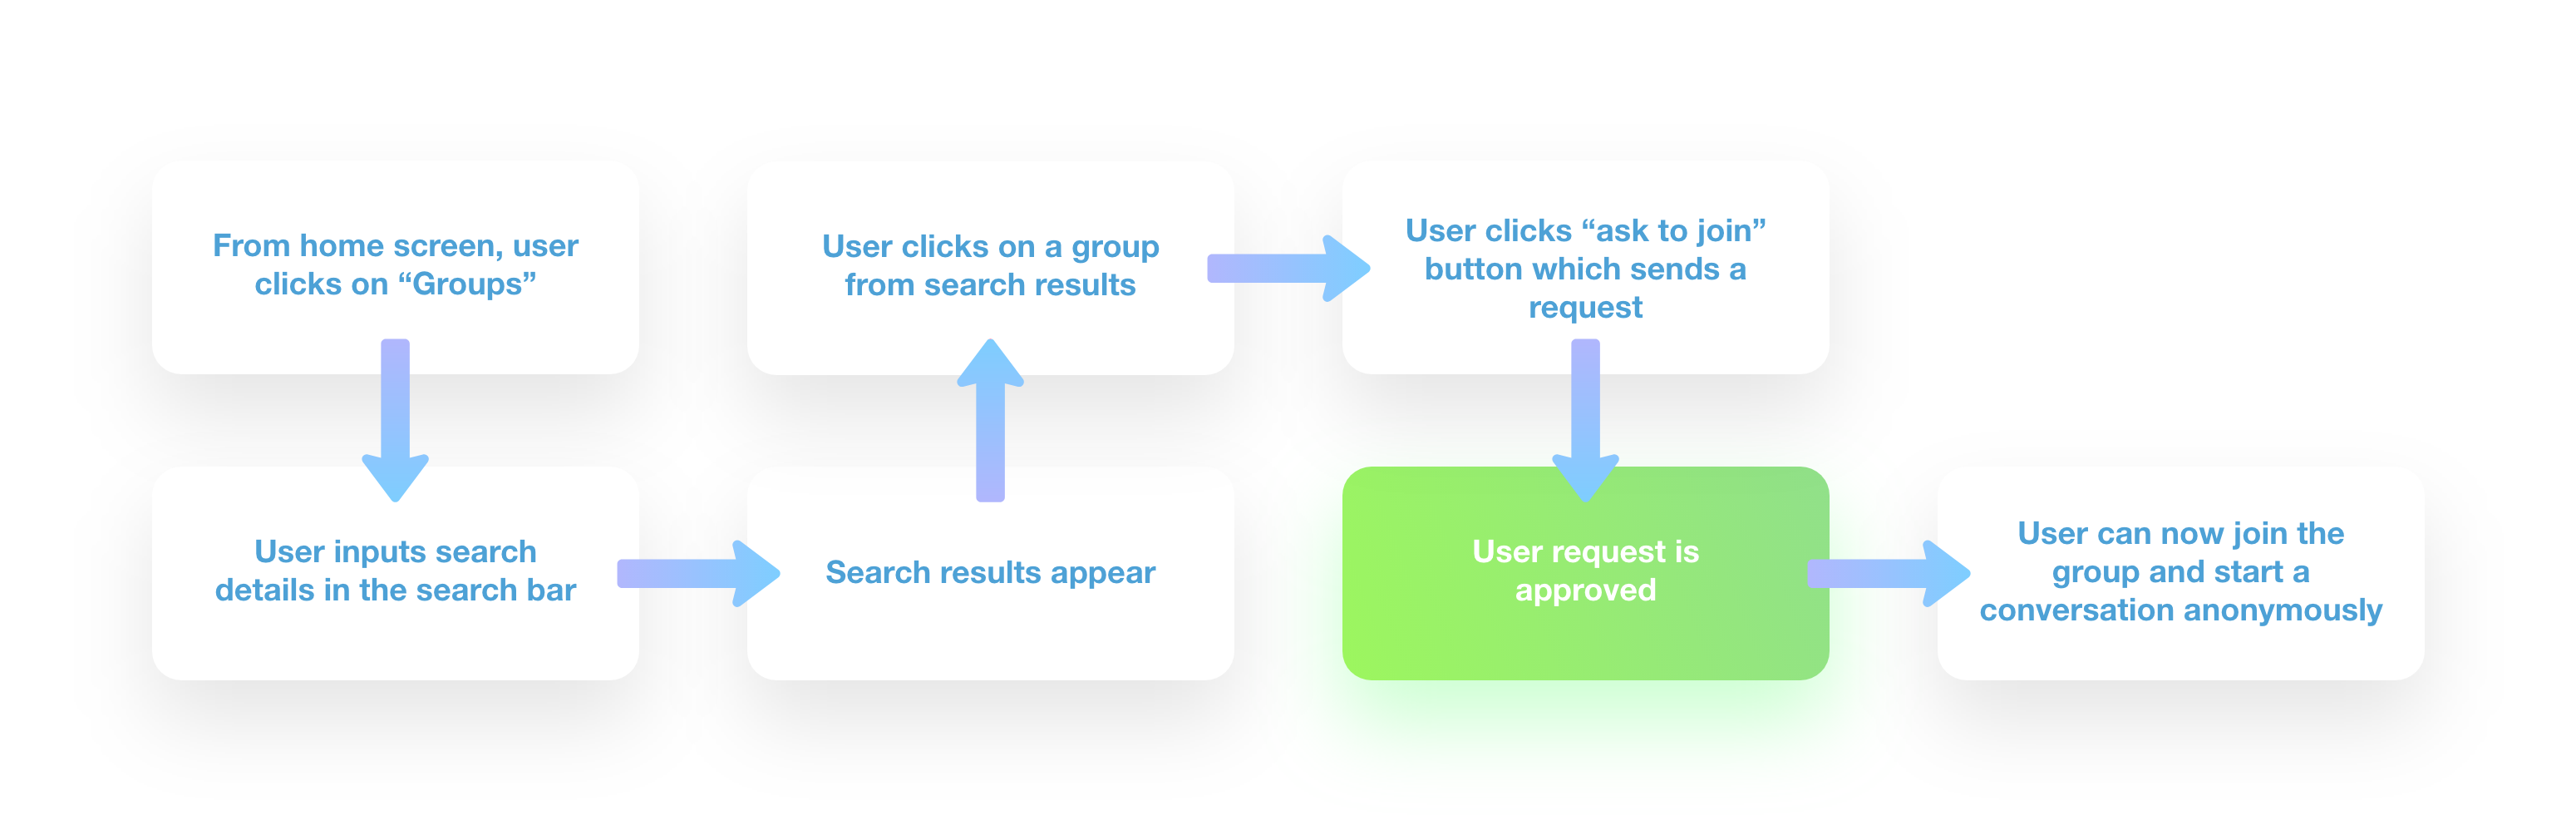 From home screen, user
clicks on “Groups”
User inputs search
details in the search bar
Search results appear
User clicks on a group
from search results
User clicks “ask to join”
button which sends a
request
User request is
approved
User can now join the
group and start a
conversation anonymously